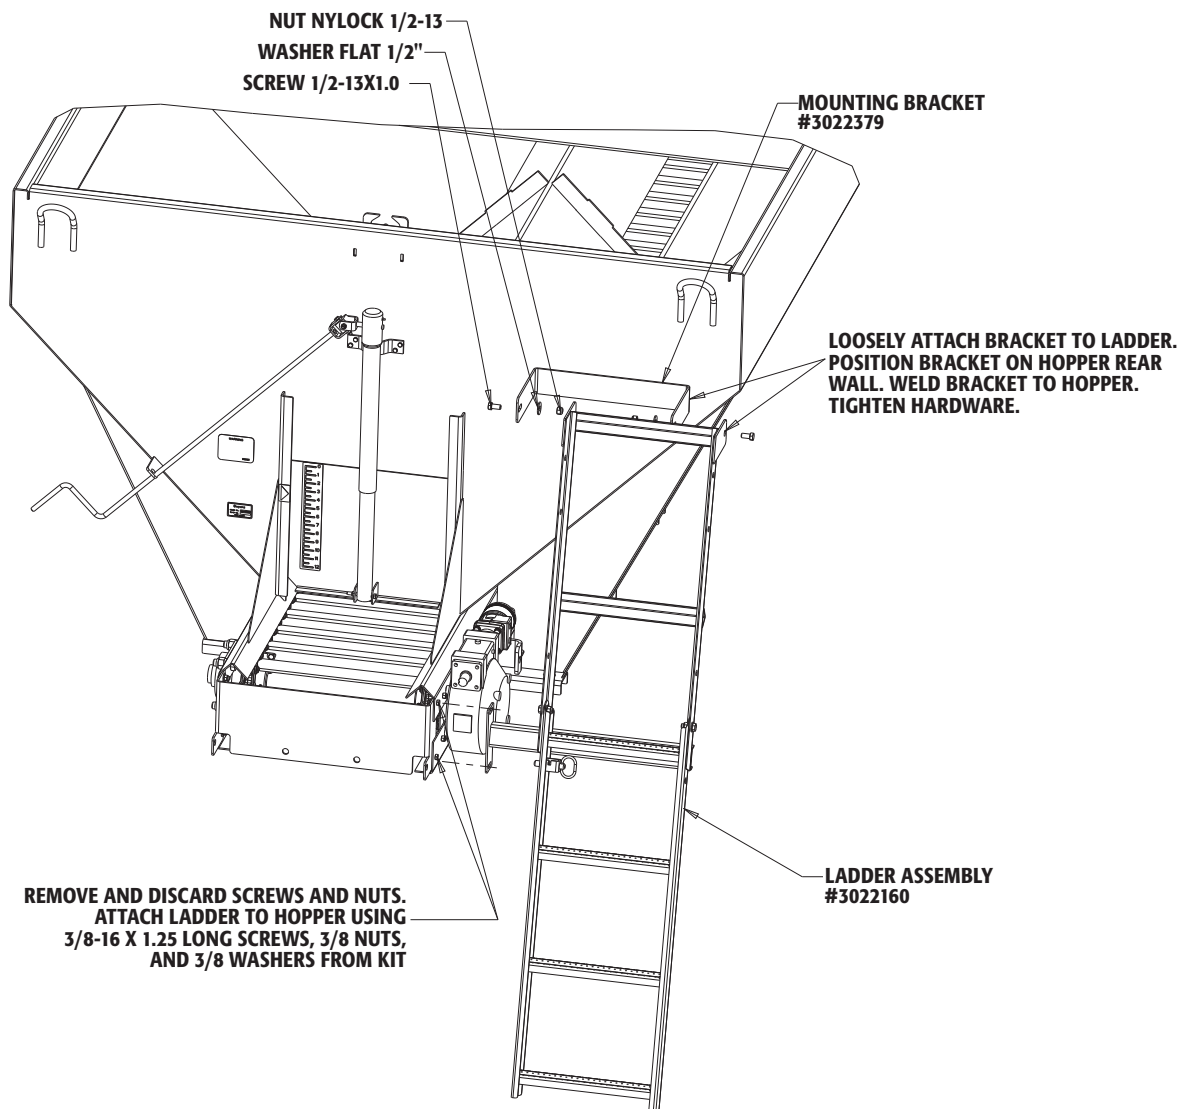 NUT NYLOCK 1/2-13
WASHER FLAT 1/2"
SCREW 1/2-13X1.0
MOUNTING BRACKET
#3022379
LOOSELY ATTACH BRACKET TO LADDER.
POSITION BRACKET ON HOPPER REAR
WALL. WELD BRACKET TO HOPPER.
TIGHTEN HARDWARE.
LADDER ASSEMBLY
#3022160
REMOVE AND DISCARD SCREWS AND NUTS.
ATTACH LADDER TO HOPPER USING
3/8-16 X 1.25 LONG SCREWS, 3/8 NUTS,
AND 3/8 WASHERS FROM KIT